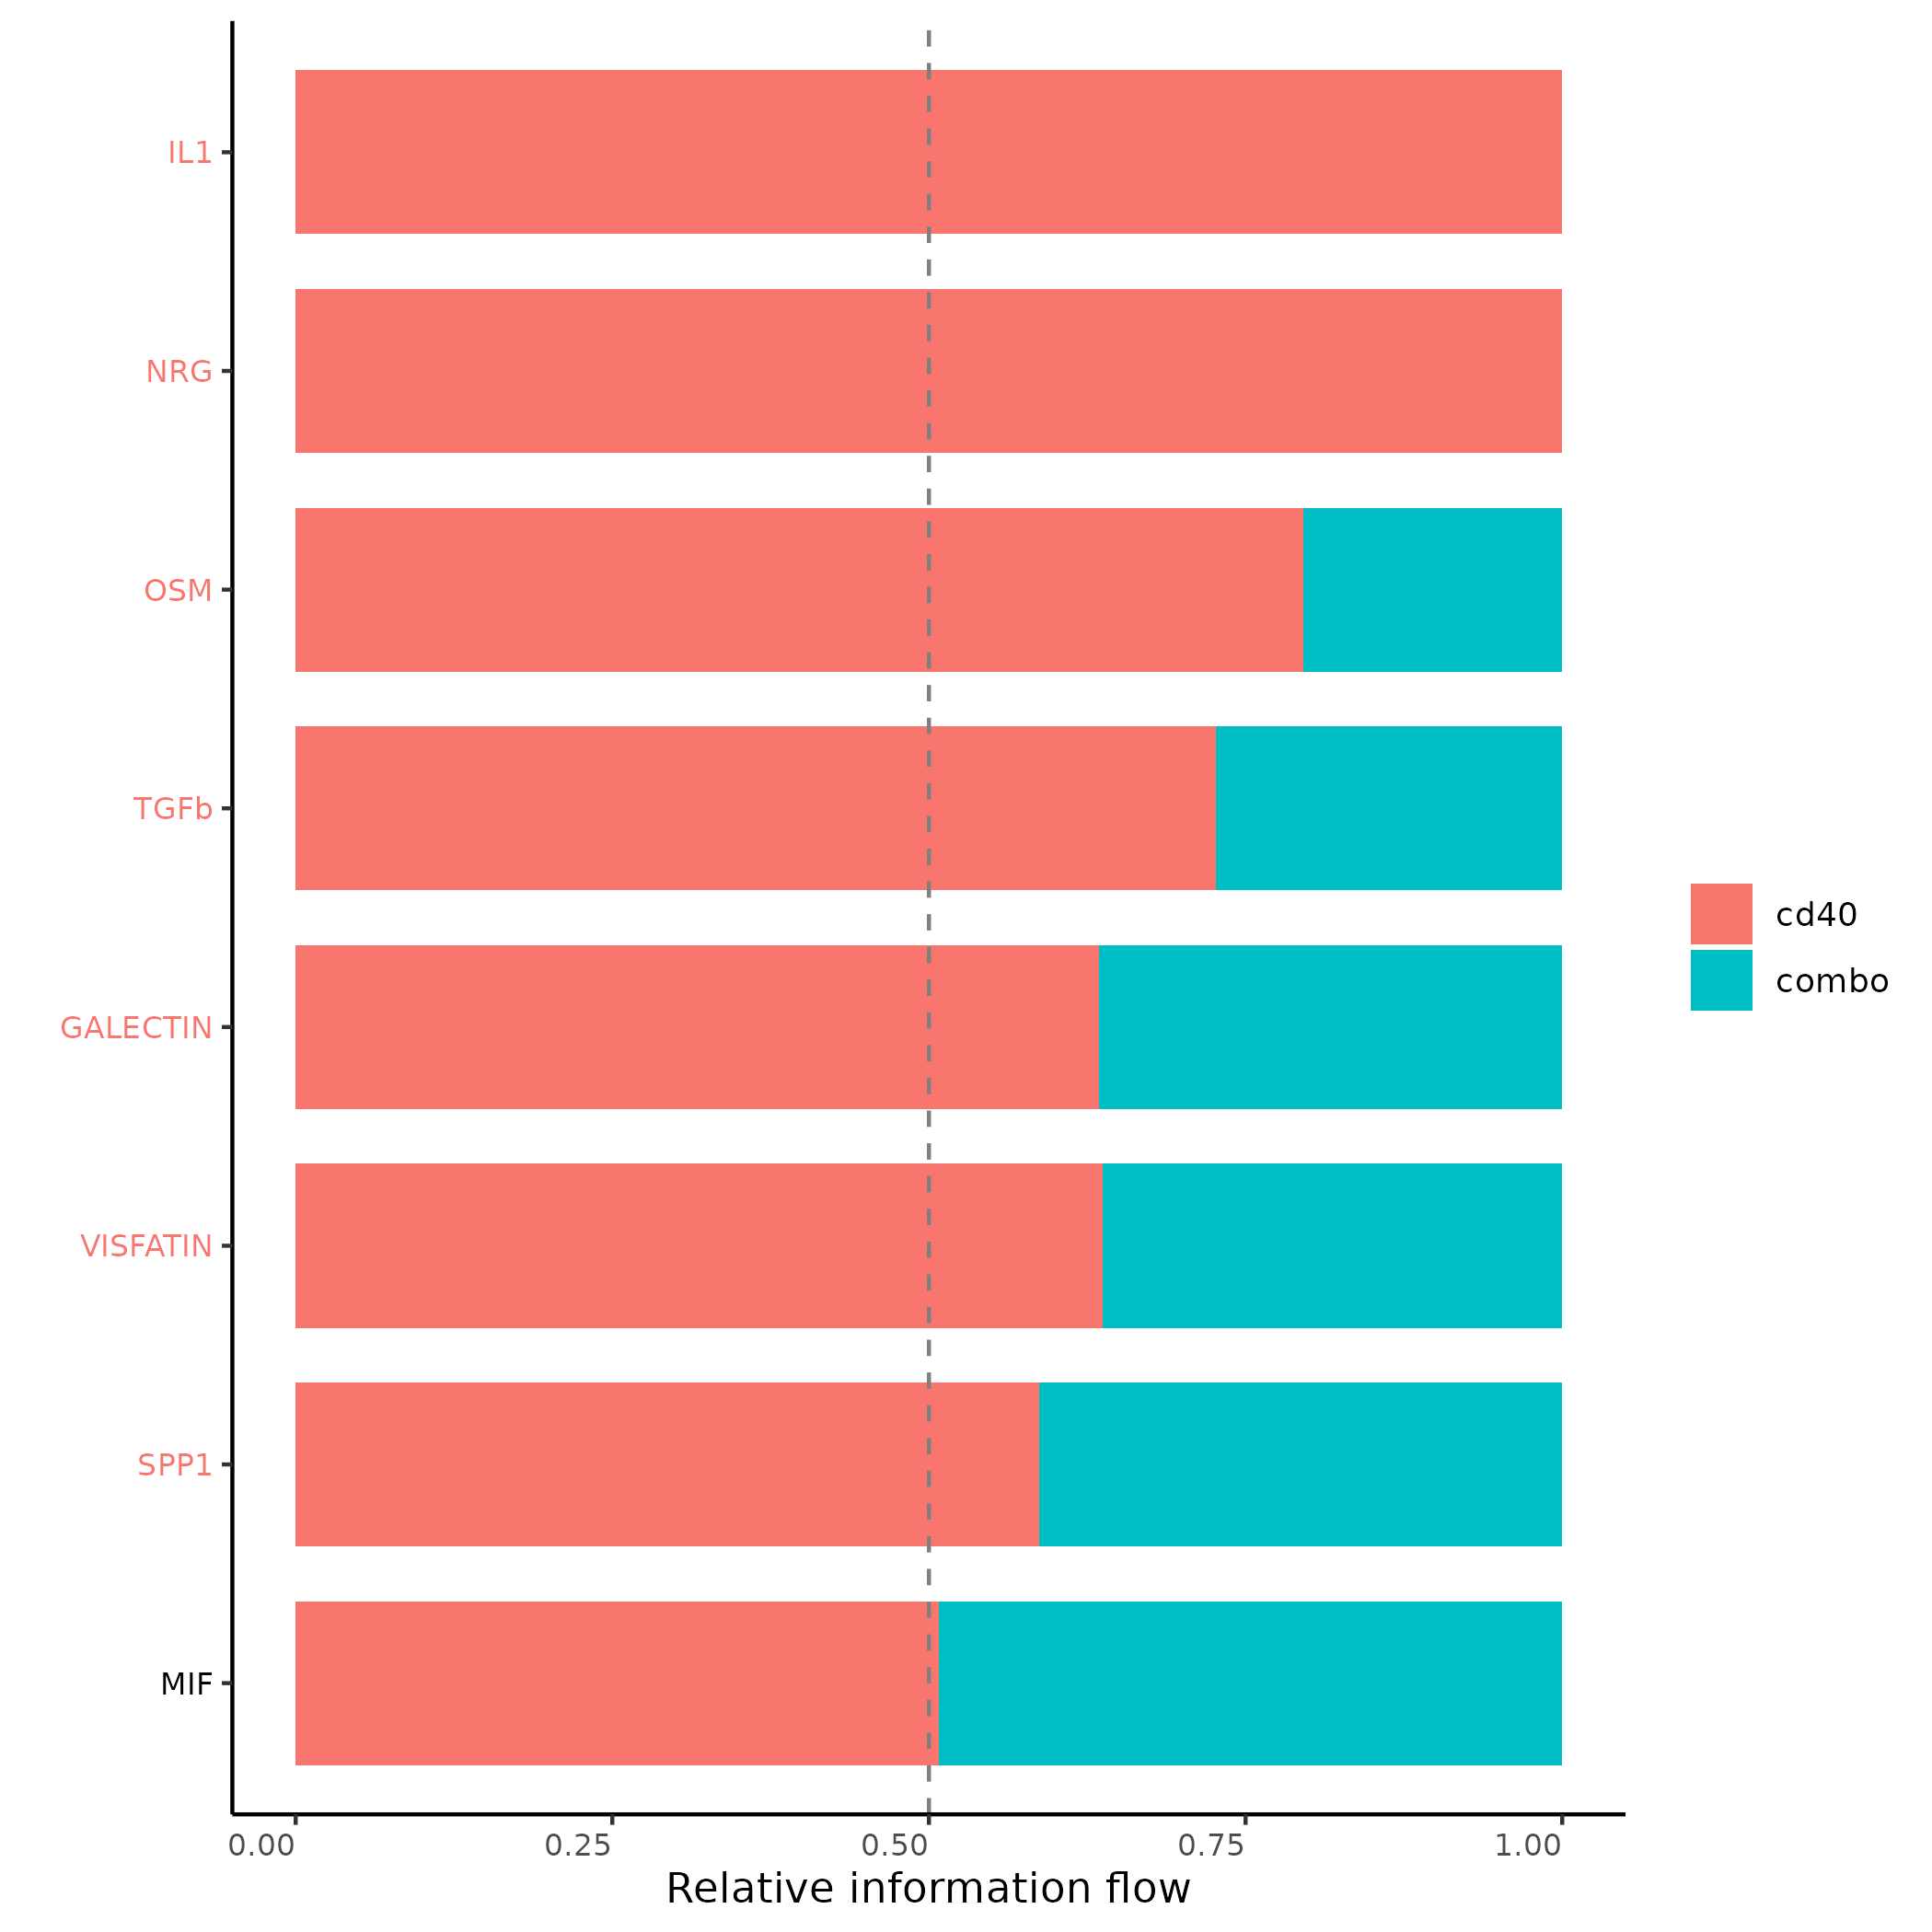 IL1
NRG
OSM
TGFb
GALECTIN
VISFATIN
SPP1
MIF
0.00 0.25 0.50 0.75 1.00
Relative information flow
cd40
combo